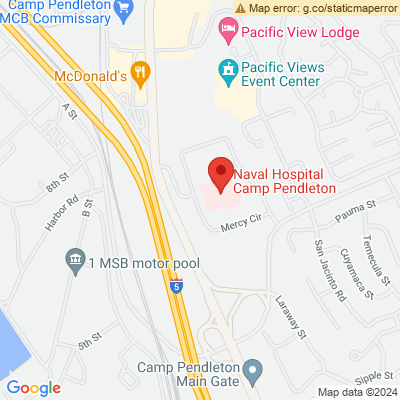 Map error: g.co/staticmaperror
Camp Pendleton
MCB Commissary
Pacific View Lodge
McDonald's
Pacific Views
Event Center
A St
8th St
Harbor Rd
B St
Naval Hospital
Camp Pendleton
Pauma St
Mercy Cir
Temecula St
Cuyamaca St
San Jacinto Rd
1 MSB motor pool
5
Laraway St
5th St
Camp Pendleton
Main Gate
Sipple St
Google
Map data ©2024